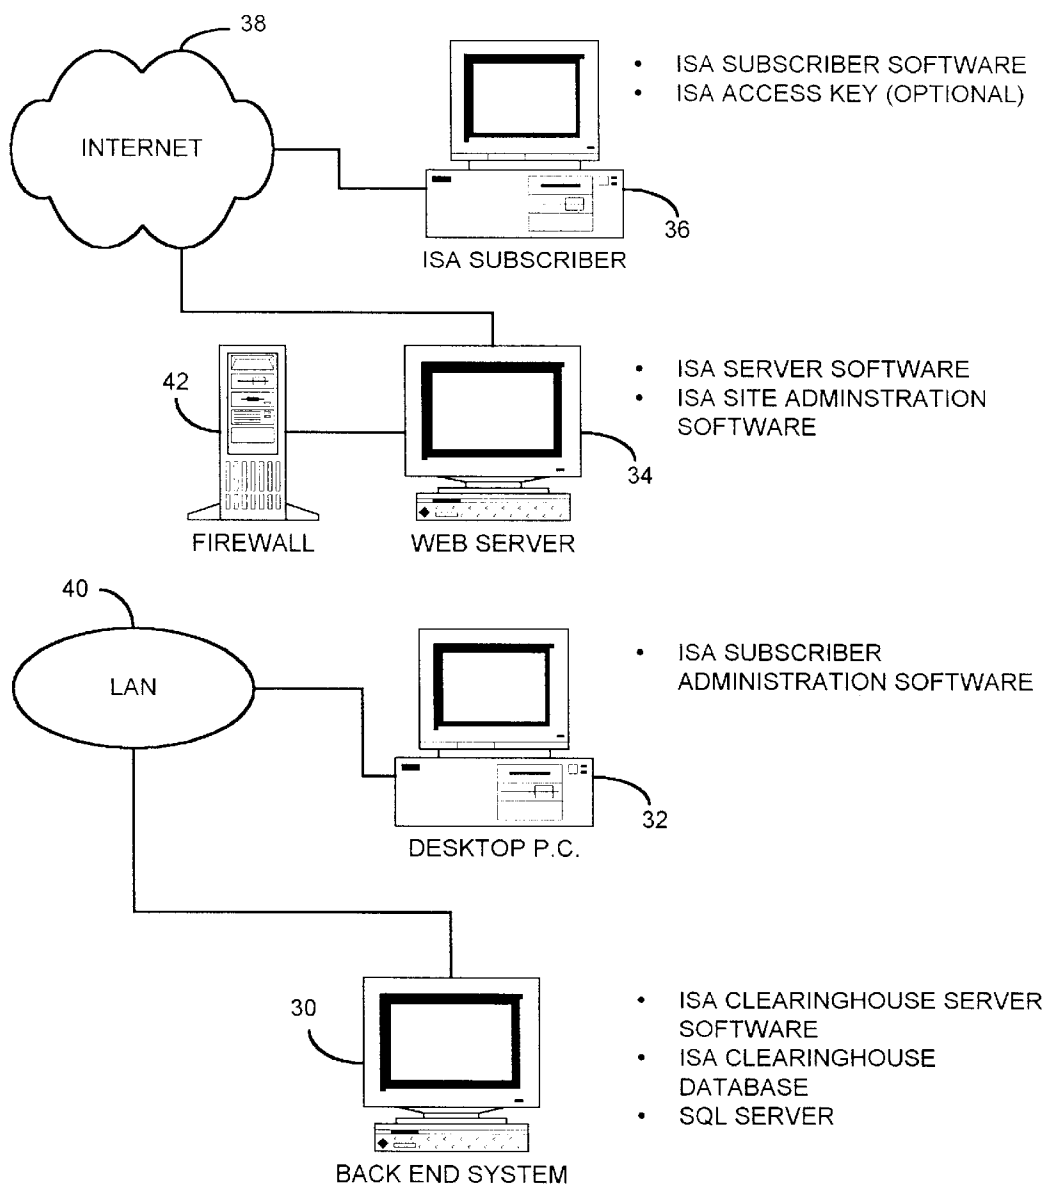 38
INTERNET
• ISA SUBSCRIBER SOFTWARE
• ISA ACCESS KEY (OPTIONAL)
36
ISA SUBSCRIBER
42
• ISA SERVER SOFTWARE
• ISA SITE ADMINSTRATION
SOFTWARE
34
FIREWALL
WEB SERVER
40
LAN
• ISA SUBSCRIBER
ADMINISTRATION SOFTWARE
32
DESKTOP P.C.
30
• ISA CLEARINGHOUSE SERVER
SOFTWARE
• ISA CLEARINGHOUSE
DATABASE
• SQL SERVER
BACK END SYSTEM